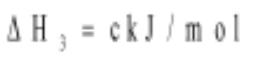 ΔH₃ = ckJ/mol